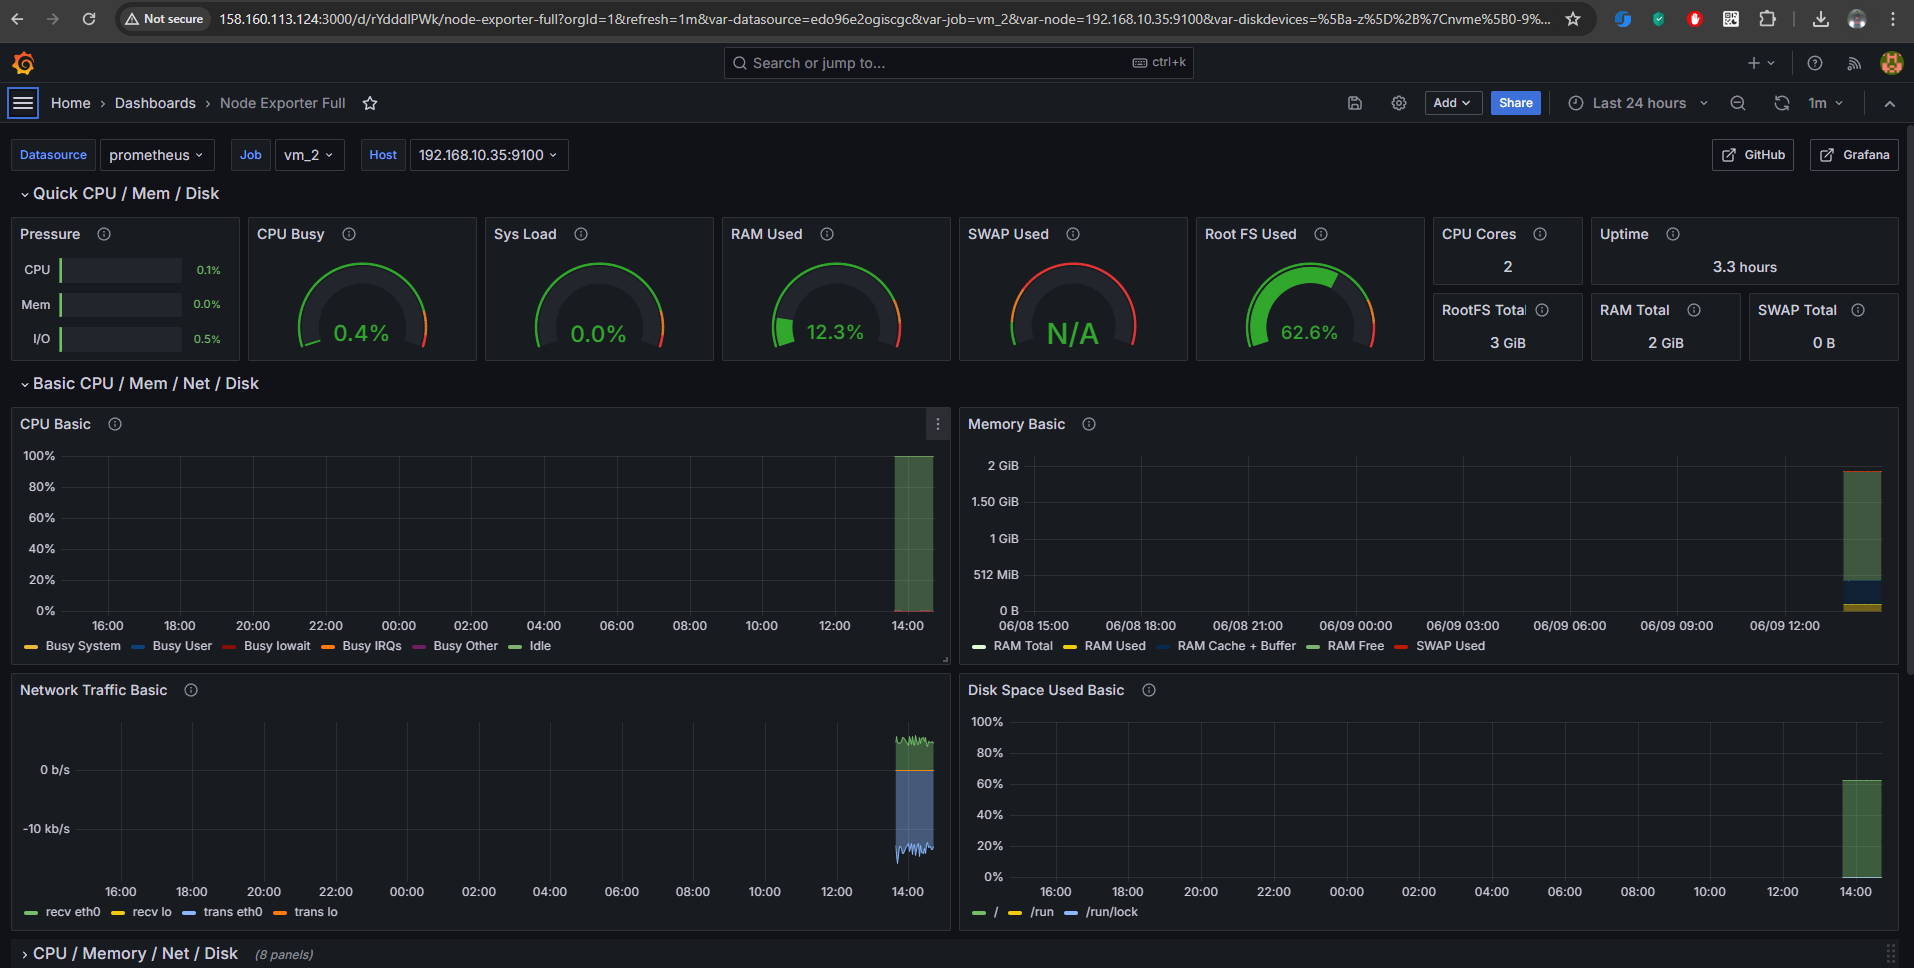 Not secure
158.160.113.124:3000/d/rYdddlPWk/node-exporter-full?orgId=1&refresh=1m&var-datasource=edo96e2ogiscgc&var-job=vm_2&var-node=192.168.10.35:9100&var-diskdevices=%5Ba-z%5D%2B%7Cnvme%5B0-9%...
Search or jump to...
ctrl+k
Home › Dashboards › Node Exporter Full
Add
Share
Last 24 hours
1m
Datasource prometheus Job vm_2 Host 192.168.10.35:9100
GitHub
Grafana
Quick CPU / Mem / Disk
Pressure
CPU 0.1%
Mem 0.0%
I/O 0.5%
CPU Busy
0.4%
Sys Load
0.0%
RAM Used
12.3%
SWAP Used
N/A
Root FS Used
62.6%
CPU Cores
2
Uptime
3.3 hours
RootFS Total
3 GiB
RAM Total
2 GiB
SWAP Total
0 B
Basic CPU / Mem / Net / Disk
CPU Basic
100%
80%
60%
40%
20%
0%
16:00 18:00 20:00 22:00 00:00 02:00 04:00 06:00 08:00 10:00 12:00 14:00
Busy System Busy User Busy Iowait Busy IRQs Busy Other Idle
Memory Basic
2 GiB
1.50 GiB
1 GiB
512 MiB
0 B
06/08 15:00 06/08 18:00 06/08 21:00 06/09 00:00 06/09 03:00 06/09 06:00 06/09 09:00 06/09 12:00
RAM Total RAM Used RAM Cache + Buffer RAM Free SWAP Used
Network Traffic Basic
0 b/s
-10 kb/s
16:00 18:00 20:00 22:00 00:00 02:00 04:00 06:00 08:00 10:00 12:00 14:00
recv eth0 recv lo trans eth0 trans lo
Disk Space Used Basic
100%
80%
60%
40%
20%
0%
16:00 18:00 20:00 22:00 00:00 02:00 04:00 06:00 08:00 10:00 12:00 14:00
/ /run /run/lock
CPU / Memory / Net / Disk (8 panels)